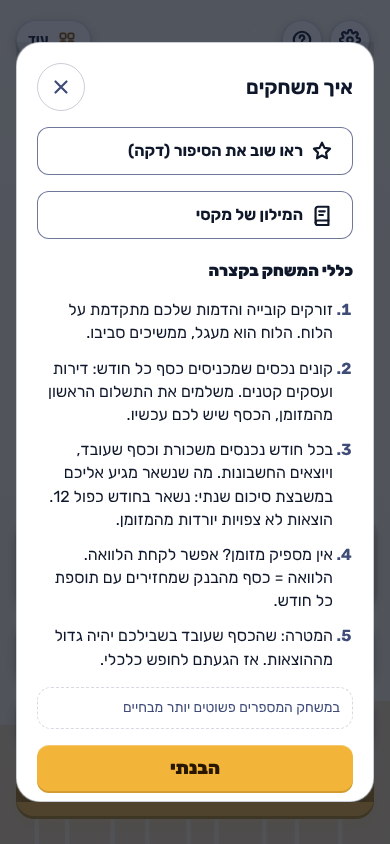 עוד
איך משחקים
ראו שוב את הסיפור (דקה)
המילון של מקסי
כללי המשחק בקצרה
1. זורקים קובייה והדמות שלכם מתקדמת על
הלוח. הלוח הוא מעגל, ממשיכים סביבו.
2. קונים נכסים שמכניסים כסף כל חודש: דירות
ועסקים קטנים. משלמים את התשלום הראשון
מהמזומן, הכסף שיש לכם עכשיו.
3. בכל חודש נכנסים משכורת וכסף שעובד,
ויוצאים החשבונות. מה שנשאר מגיע אליכם
במשבצת סיכום שנתי: נשאר בחודש כפול 12.
הוצאות לא צפויות יורדות מהמזומן.
4. אין מספיק מזומן? אפשר לקחת הלוואה.
הלוואה = כסף מהבנק שמחזירים עם תוספת
כל חודש.
5. המטרה: שהכסף שעובד בשבילכם יהיה גדול
מההוצאות. אז הגעתם לחופש כלכלי.
במשחק המספרים פשוטים יותר מבחיים
הבנתי